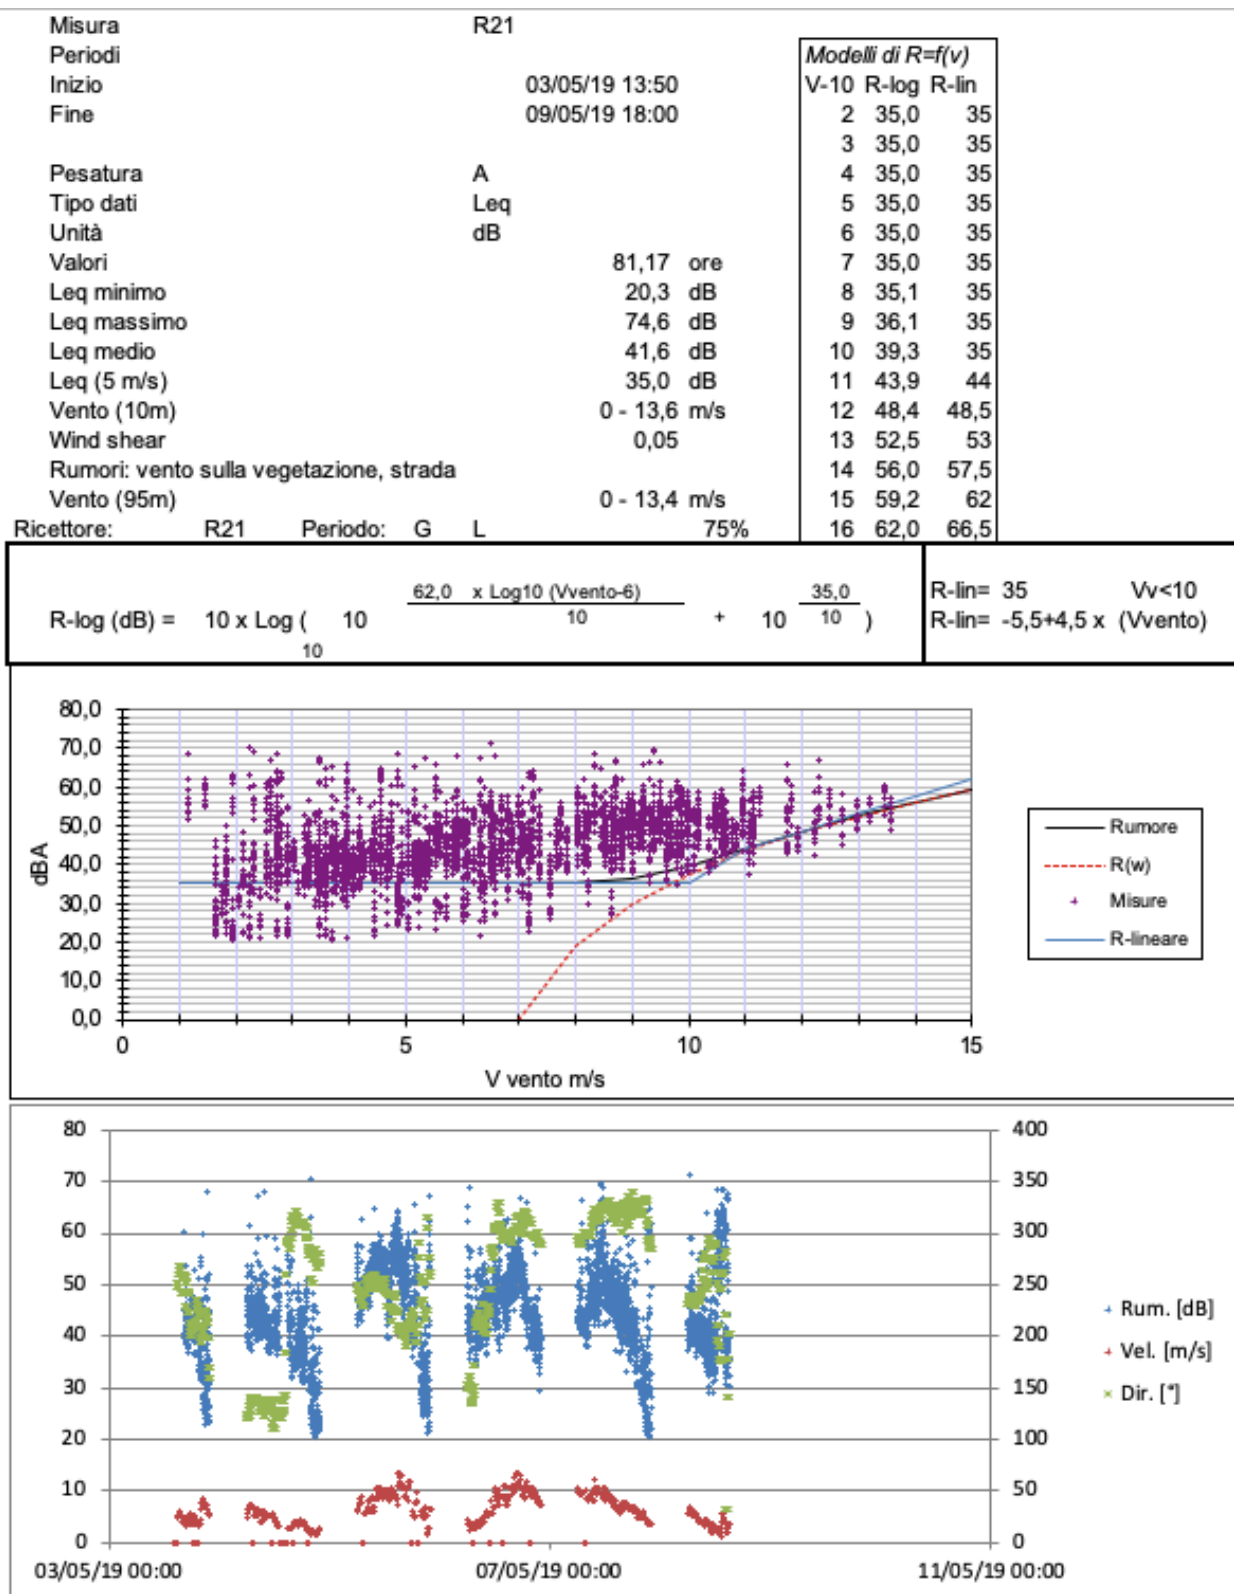 Misura R21
Periodi Modelli di R=f(v)
Inizio 03/05/19 13:50 V-10 R-log R-lin
Fine 09/05/19 18:00 2 35,0 35
3 35,0 35
Pesatura A 4 35,0 35
Tipo dati Leq 5 35,0 35
Unità dB 6 35,0 35
Valori 81,17 ore 7 35,0 35
Leq minimo 20,3 dB 8 35,1 35
Leq massimo 74,6 dB 9 36,1 35
Leq medio 41,6 dB 10 39,3 35
Leq (5 m/s) 35,0 dB 11 43,9 44
Vento (10m) 0 - 13,6 m/s 12 48,4 48,5
Wind shear 0,05 13 52,5 53
Rumori: vento sulla vegetazione, strada 14 56,0 57,5
Vento (95m) 0 - 13,4 m/s 15 59,2 62
Ricettore: R21 Periodo: G L 75% 16 62,0 66,5
62,0 x Log10 (Vvento-6) 35,0 R-lin= 35 Vv<10
R-log (dB) = 10 x Log ( 10 10 + 10 10 ) R-lin= -5,5+4,5 x (Vvento)
10
80,0
70,0
60,0
50,0
40,0
30,0
20,0
10,0
0,0
dBA
0 5 10 15
V vento m/s
Rumore
R(w)
Misure
R-lineare
80 400
70 350
60 300
50 250
40 200
30 150
20 100
10 50
0 0
03/05/19 00:00 07/05/19 00:00 11/05/19 00:00
Rum. [dB]
Vel. [m/s]
Dir. [°]